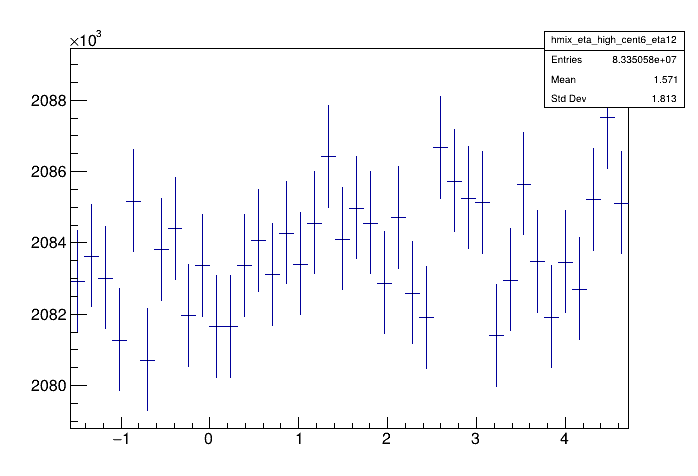 ×10³
hmix_eta_high_cent6_eta12
Entries 8.335058e+07
Mean 1.571
Std Dev 1.813
2088
2086
2084
2082
2080
−1 0 1 2 3 4